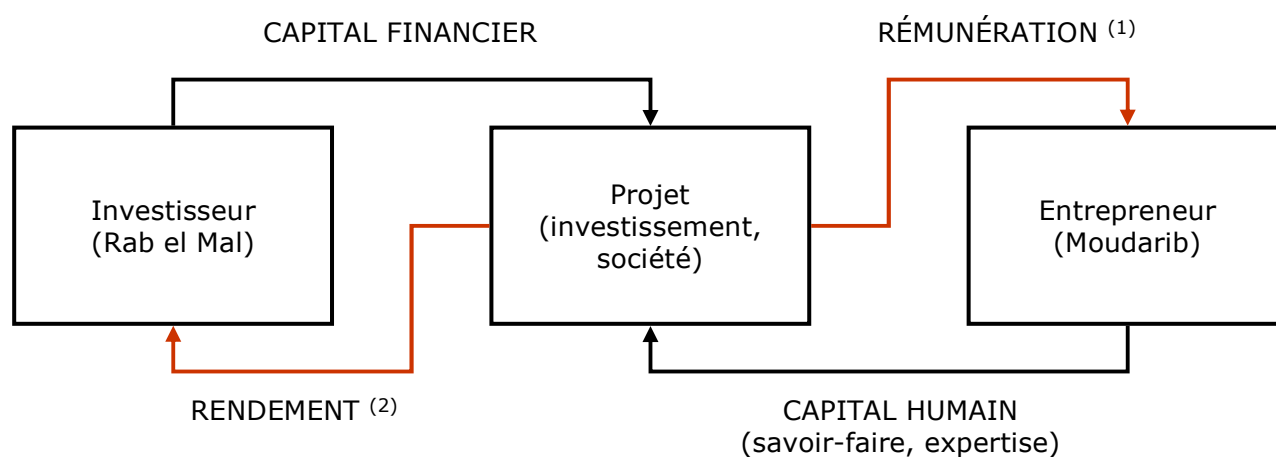 CAPITAL FINANCIER
RÉMUNÉRATION (1)
Investisseur
(Rab el Mal)
Projet
(investissement,
société)
Entrepreneur
(Moudarib)
RENDEMENT (2)
CAPITAL HUMAIN
(savoir-faire, expertise)